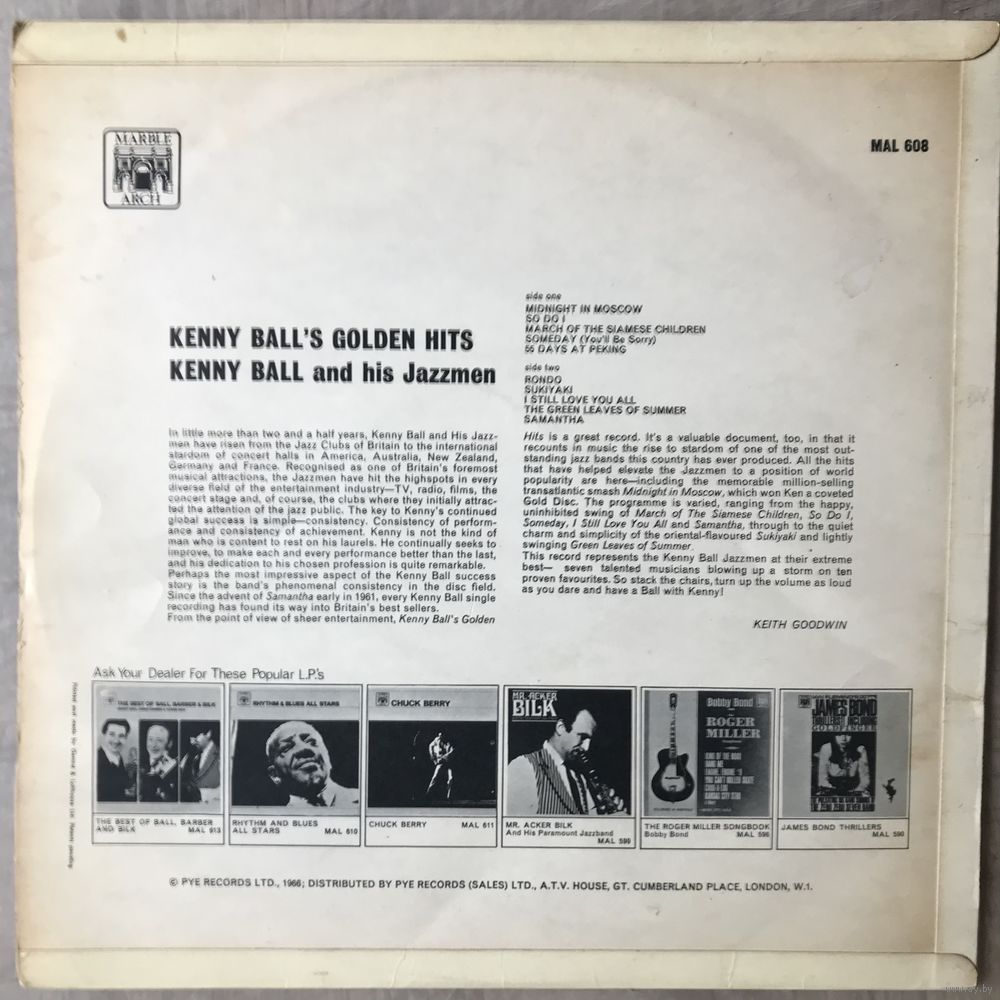 MARBLE
ARCH
MAL 608
KENNY BALL'S GOLDEN HITS
KENNY BALL and his Jazzmen
side one
MIDNIGHT IN MOSCOW
SO DO I
MARCH OF THE SIAMESE CHILDREN
SOMEDAY (You'll Be Sorry)
55 DAYS AT PEKING
side two
RONDO
SUKIYAKI
I STILL LOVE YOU ALL
THE GREEN LEAVES OF SUMMER
SAMANTHA
In little more than two and a half years, Kenny Ball and His Jazz-
men have risen from the Jazz Clubs of Britain to the international
stardom of concert halls in America, Australia, New Zealand,
Germany and France. Recognised as one of Britain's foremost
musical attractions, the Jazzmen have hit the highspots in every
diverse field of the entertainment industry—TV, radio, films, the
concert stage and, of course, the clubs where they initially attrac-
ted the attention of the jazz public. The key to Kenny's continued
global success is simple—consistency. Consistency of perform-
ance and consistency of achievement. Kenny is not the kind of
man who is content to rest on his laurels. He continually seeks to
improve, to make each and every performance better than the last,
and his dedication to his chosen profession is quite remarkable.
Perhaps the most impressive aspect of the Kenny Ball success
story is the band's phenomenal consistency in the disc field.
Since the advent of Samantha early in 1961, every Kenny Ball single
recording has found its way into Britain's best sellers.
From the point of view of sheer entertainment, Kenny Ball's Golden
Hits is a great record. It's a valuable document, too, in that it
recounts in music the rise to stardom of one of the most out-
standing jazz bands this country has ever produced. All the hits
that have helped elevate the Jazzmen to a position of world
popularity are here—including the memorable million-selling
transatlantic smash Midnight in Moscow, which won Ken a coveted
Gold Disc. The programme is varied, ranging from the happy,
uninhibited swing of March of The Siamese Children, So Do I,
Someday, I Still Love You All and Samantha, through to the quiet
charm and simplicity of the oriental-flavoured Sukiyaki and lightly
swinging Green Leaves of Summer.
This record represents the Kenny Ball Jazzmen at their extreme
best— seven talented musicians blowing up a storm on ten
proven favourites. So stack the chairs, turn up the volume as loud
as you dare and have a Ball with Kenny!
KEITH GOODWIN
Ask Your Dealer For These Popular L.P.'s
THE BEST OF BALL, BARBER & BILK
RHYTHM & BLUES ALL STARS
CHUCK BERRY
MR. ACKER
BILK
Bobby Bond
ROGER
MILLER
KING OF THE ROAD
DANG ME
ENGINE, ENGINE #9
YOU CAN'T ROLLER SKATE
CHUG-A-LUG
KANSAS CITY STAR
JAMES BOND
THRILLERS! INCLUDING
GOLDFINGER
THE BEST OF BALL, BARBER
AND BILK MAL 613
RHYTHM AND BLUES
ALL STARS MAL 610
CHUCK BERRY MAL 611
MR. ACKER BILK
And His Paramount Jazzband
MAL 599
THE ROGER MILLER SONGBOOK
Bobby Bond MAL 596
JAMES BOND THRILLERS
MAL 590
© PYE RECORDS LTD., 1966; DISTRIBUTED BY PYE RECORDS (SALES) LTD., A.T.V. HOUSE, GT. CUMBERLAND PLACE, LONDON, W.1.